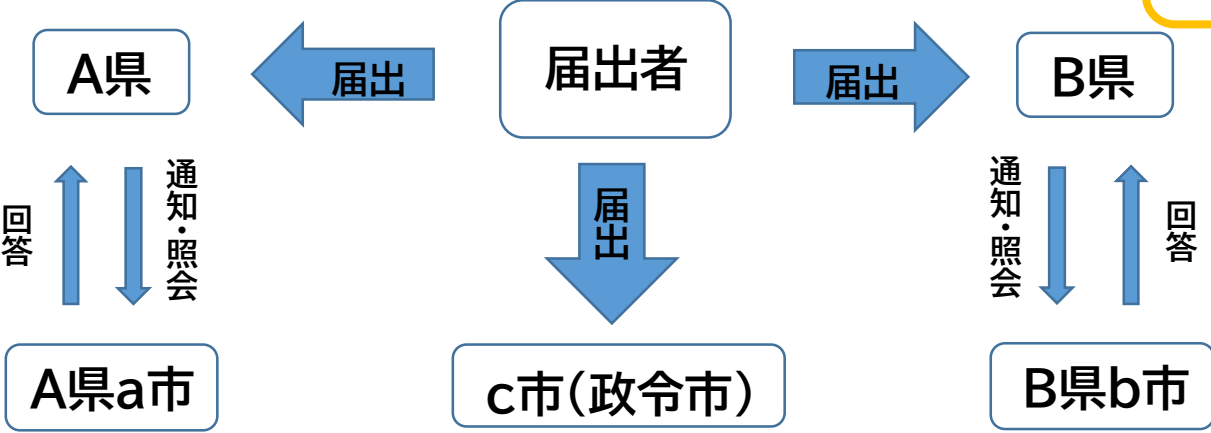 A県
届出
届出者
届出
B県
回答
通知・照会
届出
通知・照会
回答
A県a市
c市(政令市)
B県b市